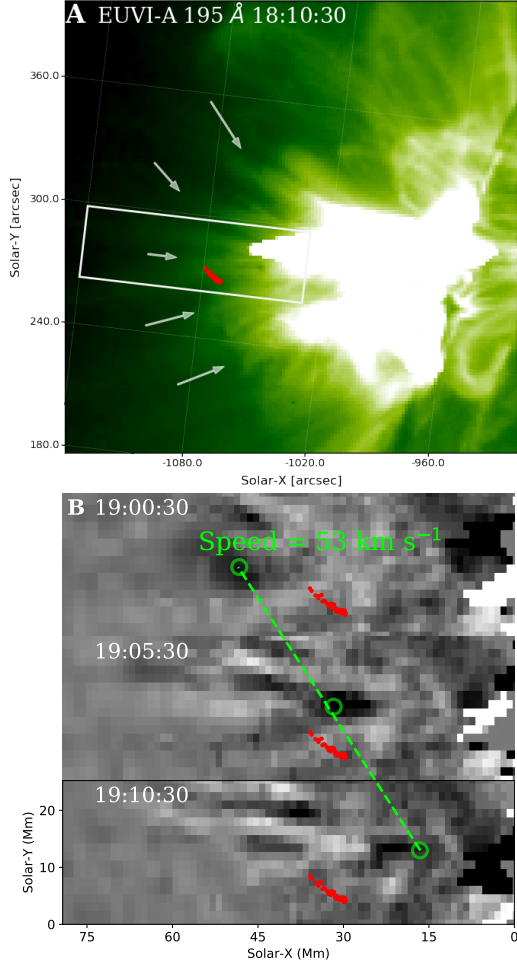 A EUVI-A 195 Å 18:10:30
360.0
300.0
240.0
180.0
Solar-Y [arcsec]
-1080.0 -1020.0 -960.0
Solar-X [arcsec]
B 19:00:30
Speed = 53 km s⁻¹
19:05:30
19:10:30
20
10
0
Solar-Y (Mm)
75 60 45 30 15 0
Solar-X (Mm)